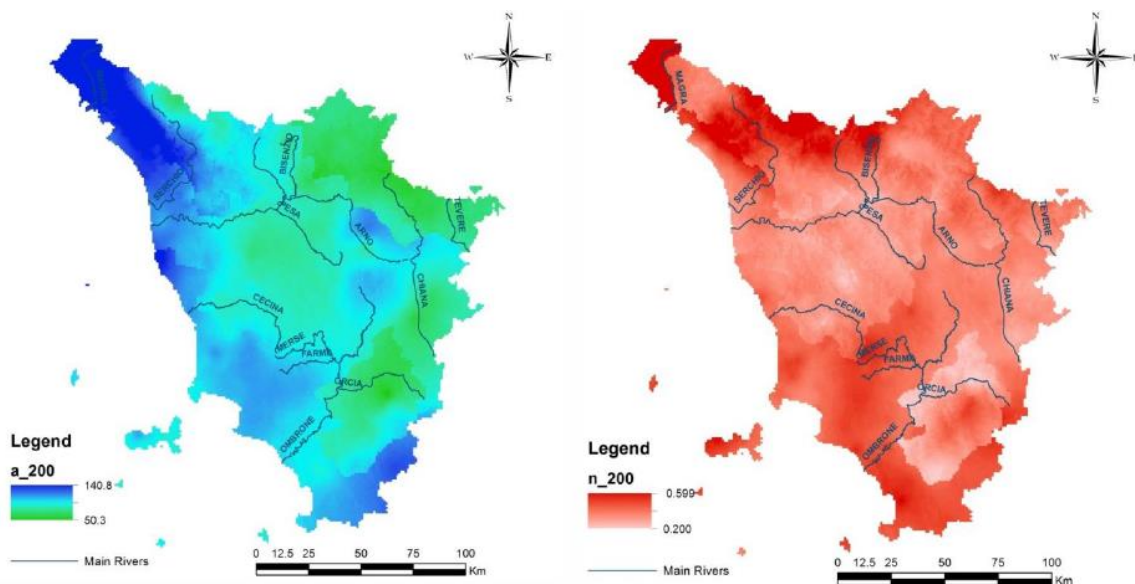 N
W E
S
MAGRA
SERCHIO
BISENZIO
PESA
ARNO
TEVERE
CHIANA
CECINA
MERSE
FARMA
ORCIA
OMBRONE
Legend
a_200
140.8
50.3
Main Rivers
0 12.5 25 50 75 100
Km
N
W E
S
MAGRA
SERCHIO
BISENZIO
PESA
ARNO
TEVERE
CHIANA
CECINA
MERSE
FARMA
ORCIA
OMBRONE
Legend
n_200
0.599
0.200
Main Rivers
0 12.5 25 50 75 100
Km